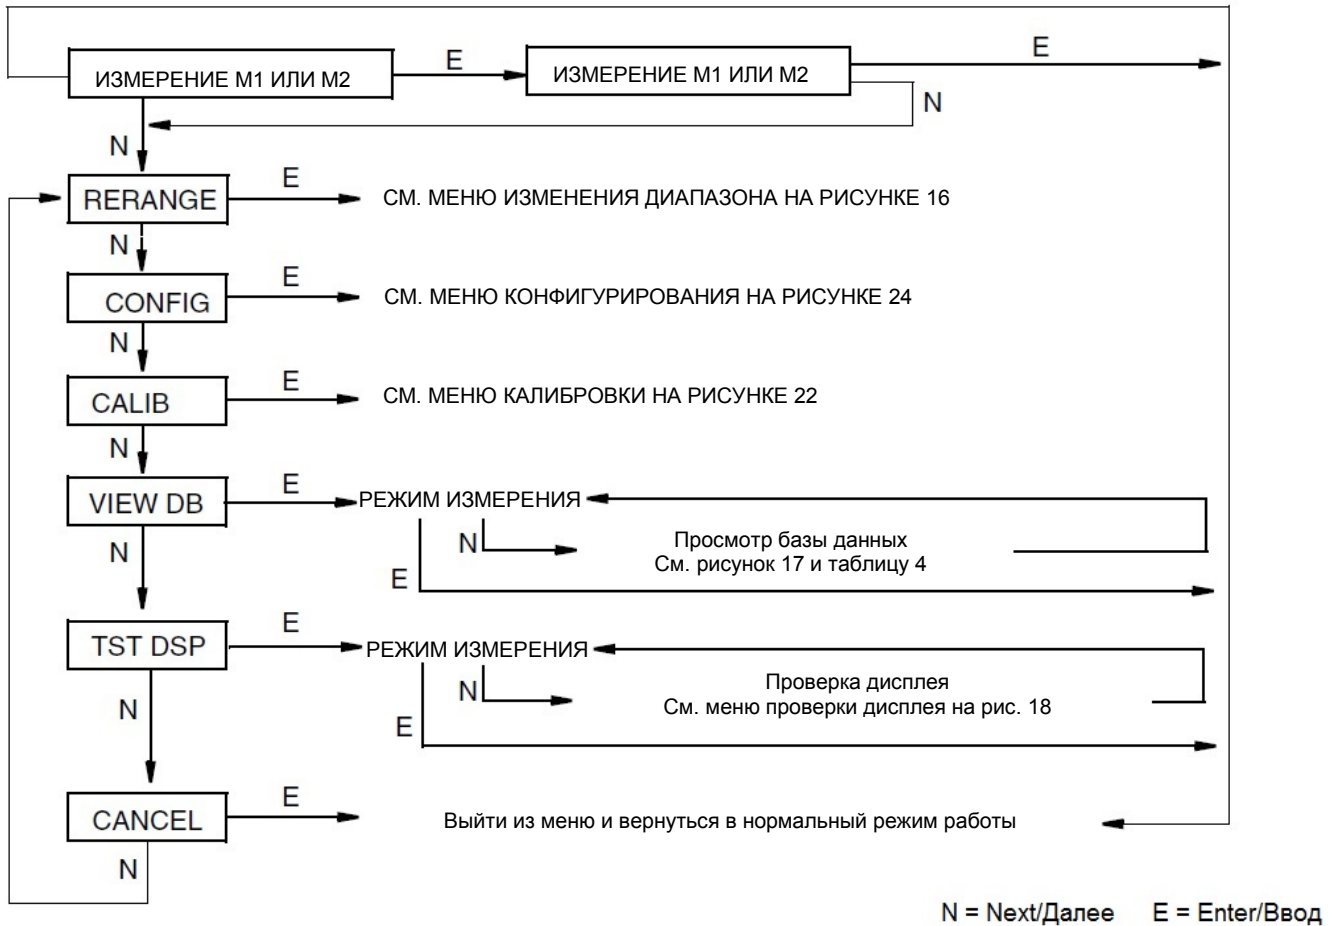 E
ИЗМЕРЕНИЕ М1 ИЛИ М2
E
ИЗМЕРЕНИЕ М1 ИЛИ М2
N
N
RERANGE
E
СМ. МЕНЮ ИЗМЕНЕНИЯ ДИАПАЗОНА НА РИСУНКЕ 16
N
CONFIG
E
СМ. МЕНЮ КОНФИГУРИРОВАНИЯ НА РИСУНКЕ 24
N
CALIB
E
СМ. МЕНЮ КАЛИБРОВКИ НА РИСУНКЕ 22
N
VIEW DB
E
РЕЖИМ ИЗМЕРЕНИЯ
N
N
Просмотр базы данных
См. рисунок 17 и таблицу 4
E
TST DSP
E
РЕЖИМ ИЗМЕРЕНИЯ
N
N
Проверка дисплея
См. меню проверки дисплея на рис. 18
E
CANCEL
E
Выйти из меню и вернуться в нормальный режим работы
N
N = Next/Далее E = Enter/Ввод